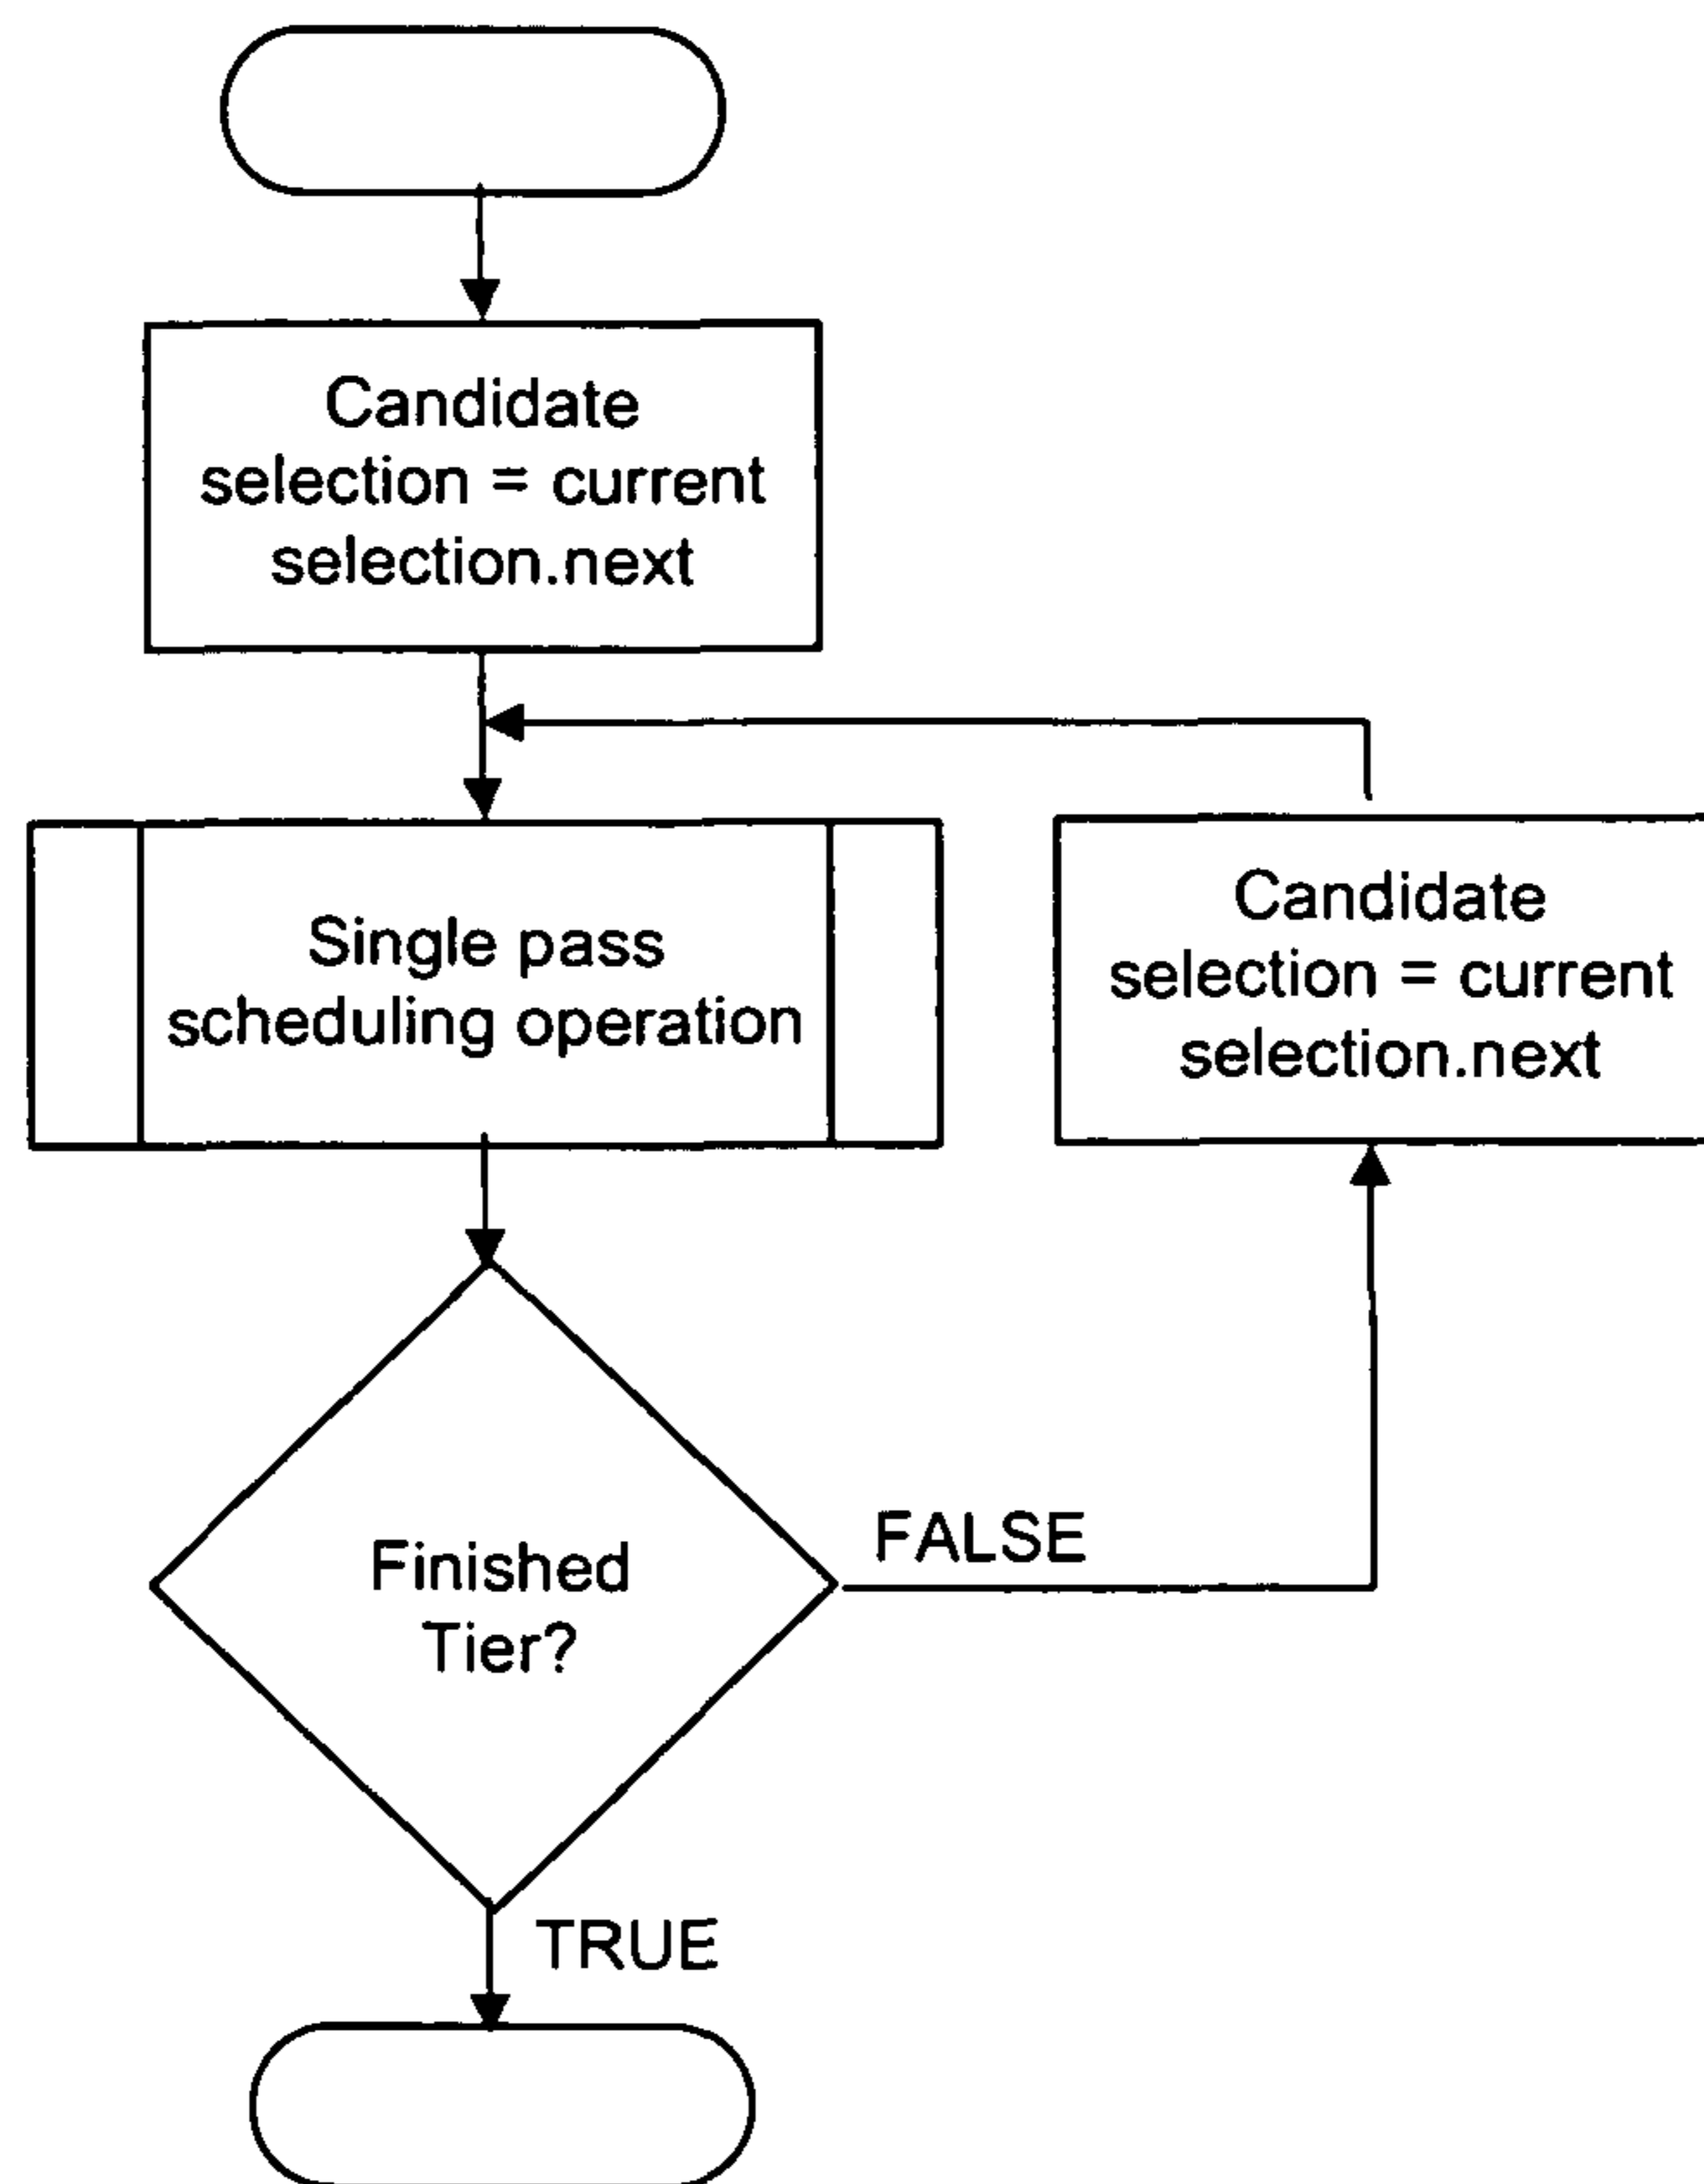 Candidate
selection = current
selection.next
Single pass
scheduling operation
Candidate
selection = current
selection.next
Finished
Tier?
FALSE
TRUE